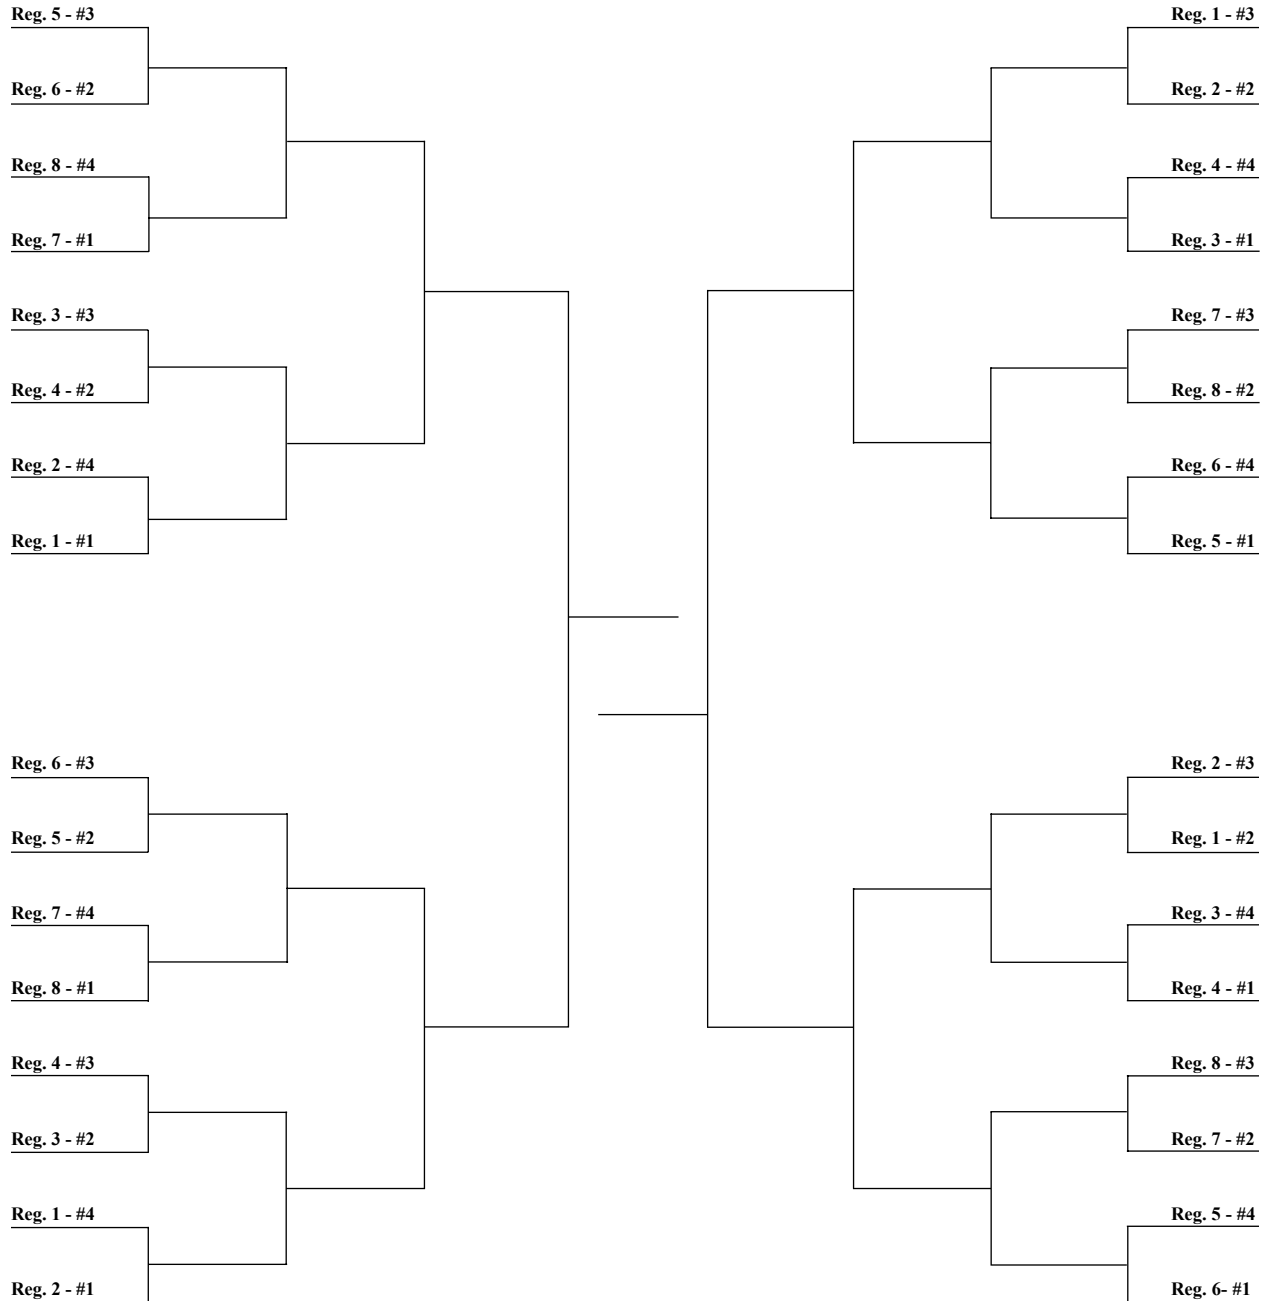 Reg. 5 - #3
Reg. 6 - #2
Reg. 8 - #4
Reg. 7 - #1
Reg. 3 - #3
Reg. 4 - #2
Reg. 2 - #4
Reg. 1 - #1
Reg. 6 - #3
Reg. 5 - #2
Reg. 7 - #4
Reg. 8 - #1
Reg. 4 - #3
Reg. 3 - #2
Reg. 1 - #4
Reg. 2 - #1
Reg. 1 - #3
Reg. 2 - #2
Reg. 4 - #4
Reg. 3 - #1
Reg. 7 - #3
Reg. 8 - #2
Reg. 6 - #4
Reg. 5 - #1
Reg. 2 - #3
Reg. 1 - #2
Reg. 3 - #4
Reg. 4 - #1
Reg. 8 - #3
Reg. 7 - #2
Reg. 5 - #4
Reg. 6- #1